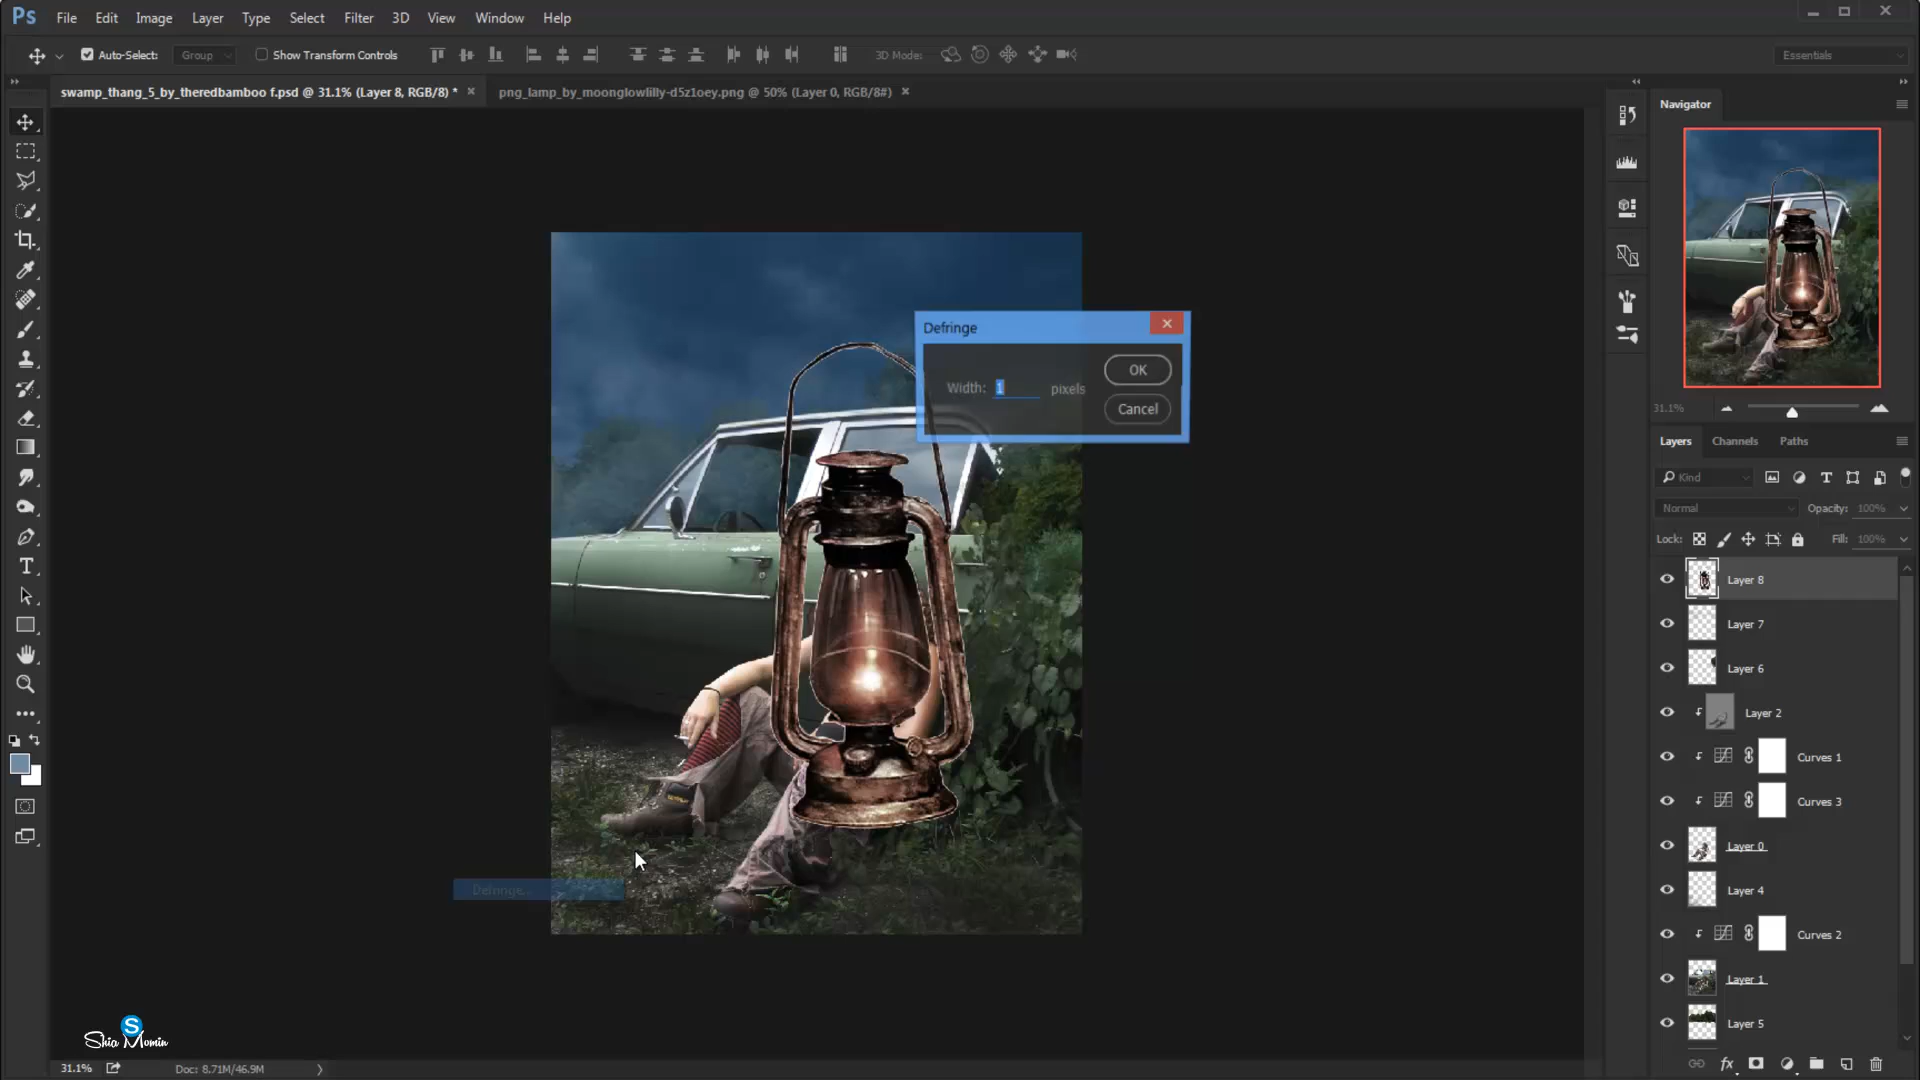 Ps File Edit Image Layer Type Select Filter 3D View Window Help
Auto-Select: Group Show Transform Controls 3D Mode: Essentials
swamp_thang_5_by_theredbamboo f.psd @ 31.1% (Layer 8, RGB/8) * png_lamp_by_moonglowlilly-d5z1oey.png @ 50% (Layer 0, RGB/8#)
Navigator
Defringe
Width: 1 pixels
OK
Cancel
31.1%
Layers Channels Paths
Kind
Normal Opacity: 100%
Lock: Fill: 100%
Layer 8
Layer 7
Layer 6
Layer 2
Curves 1
Curves 3
Layer 0
Layer 4
Curves 2
Layer 1
Layer 5
Defringe...
S
Shia Momin
31.1% Doc: 8.71M/46.9M
fx